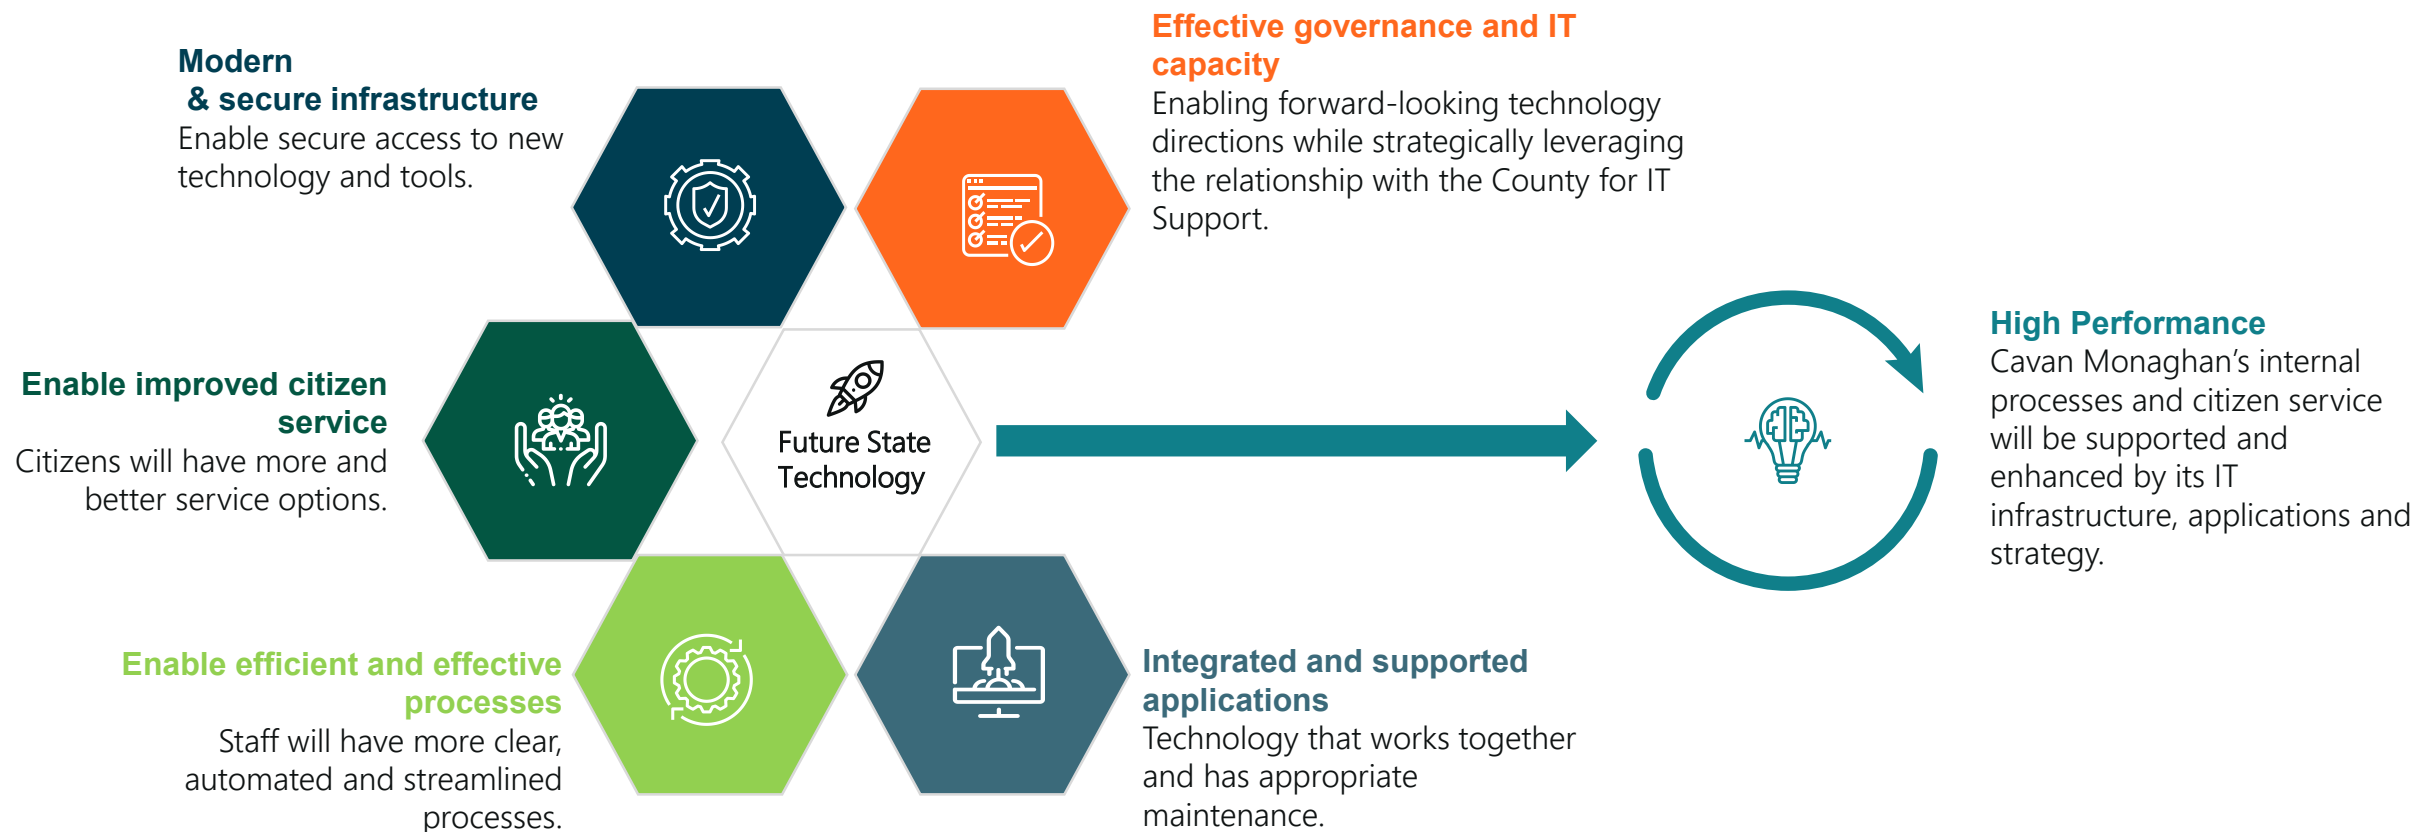 Modern
& secure infrastructure
Enable secure access to new
technology and tools.
Effective governance and IT
capacity
Enabling forward-looking technology
directions while strategically leveraging
the relationship with the County for IT
Support.
Enable improved citizen
service
Citizens will have more and
better service options.
Future State
Technology
High Performance
Cavan Monaghan’s internal
processes and citizen service
will be supported and
enhanced by its IT
infrastructure, applications and
strategy.
Enable efficient and effective
processes
Staff will have more clear,
automated and streamlined
processes.
Integrated and supported
applications
Technology that works together
and has appropriate
maintenance.